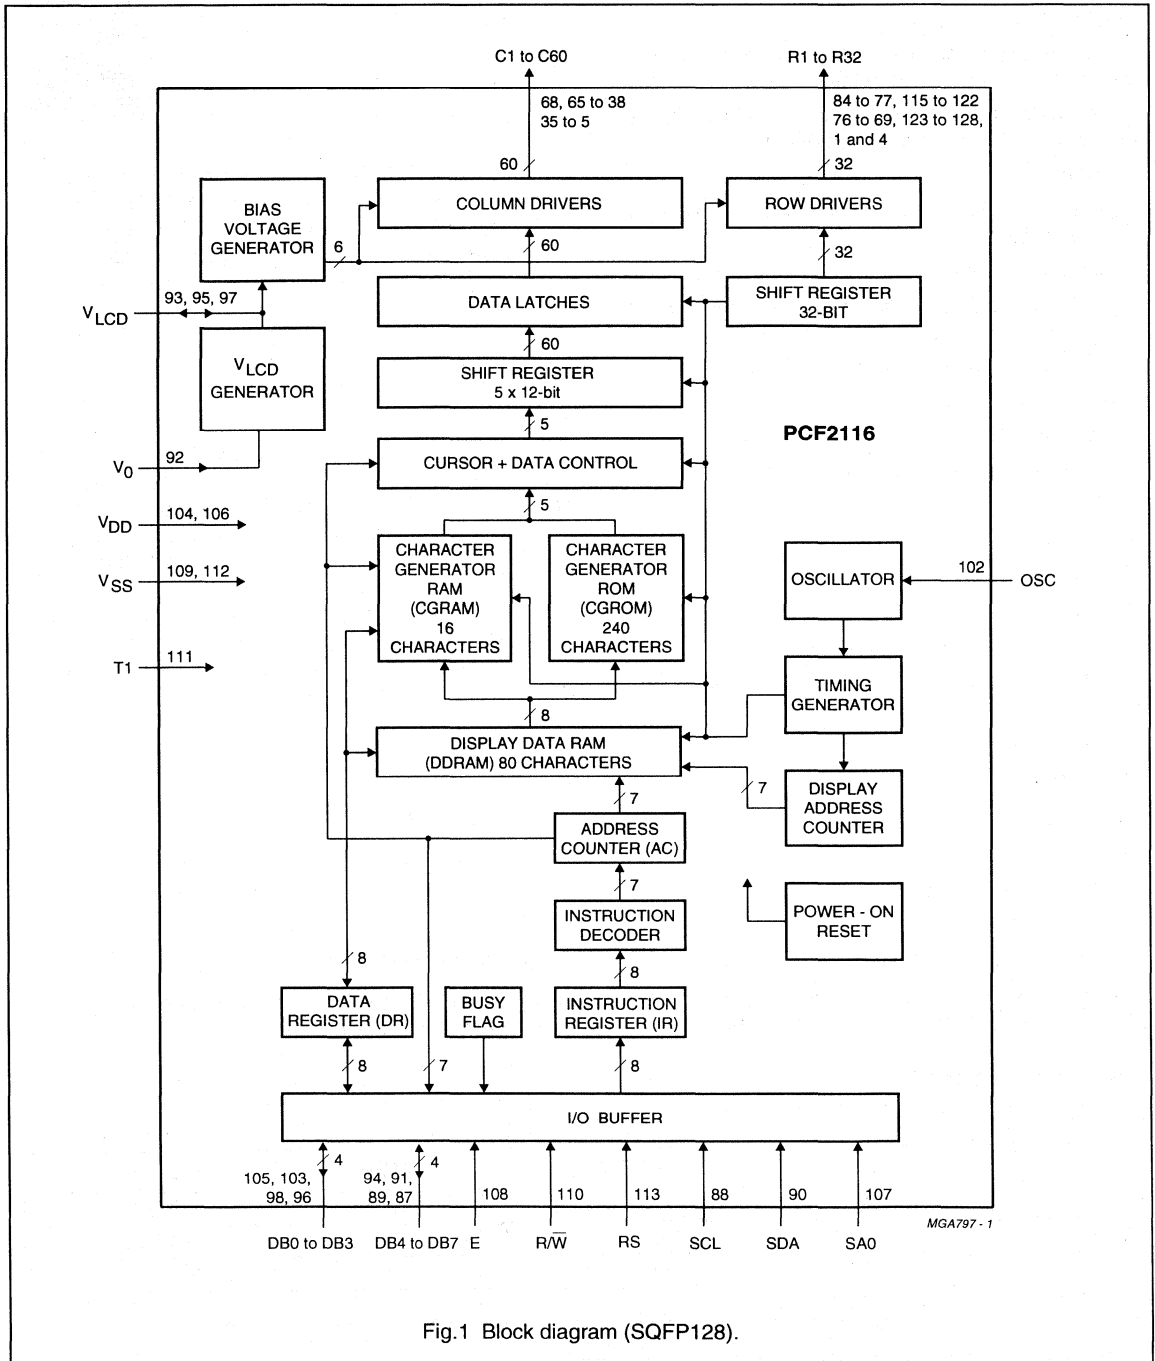 C1 to C60
R1 to R32
68, 65 to 38
35 to 5
84 to 77, 115 to 122
76 to 69, 123 to 128,
1 and 4
60
32
BIAS
VOLTAGE
GENERATOR
COLUMN DRIVERS
ROW DRIVERS
6
60
32
93, 95, 97
VLCD
DATA LATCHES
SHIFT REGISTER
32-BIT
60
VLCD
GENERATOR
SHIFT REGISTER
5 x 12-bit
5
PCF2116
V0
92
CURSOR + DATA CONTROL
5
VDD
104, 106
CHARACTER
GENERATOR
RAM
(CGRAM)
16
CHARACTERS
CHARACTER
GENERATOR
ROM
(CGROM)
240
CHARACTERS
OSCILLATOR
102
OSC
VSS
109, 112
T1
111
TIMING
GENERATOR
8
DISPLAY DATA RAM
(DDRAM) 80 CHARACTERS
7
7
DISPLAY
ADDRESS
COUNTER
ADDRESS
COUNTER (AC)
7
INSTRUCTION
DECODER
POWER - ON
RESET
8
8
DATA
REGISTER (DR)
BUSY
FLAG
INSTRUCTION
REGISTER (IR)
8
7
8
I/O BUFFER
4
4
105, 103,
98, 96
94, 91,
89, 87
108
110
113
88
90
107
MGA797 - 1
DB0 to DB3
DB4 to DB7
E
R/W̅
RS
SCL
SDA
SA0
Fig.1 Block diagram (SQFP128).